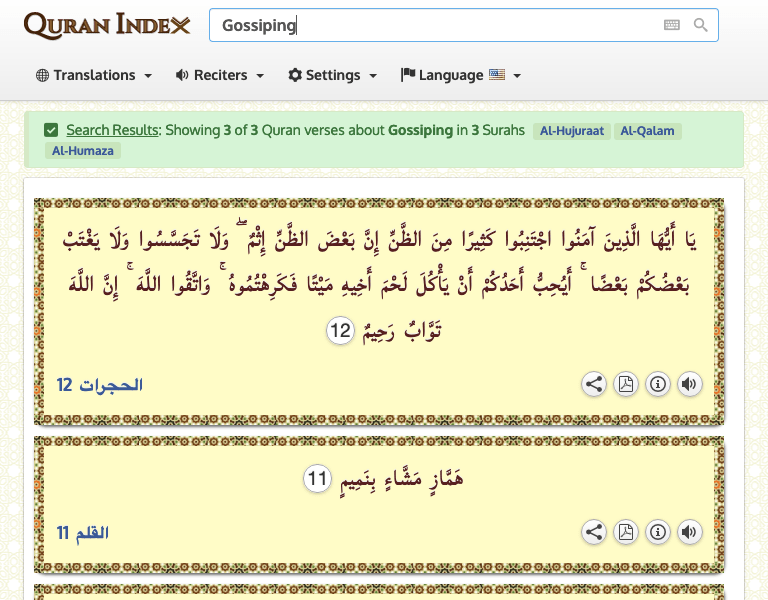 QURAN INDEX
Gossiping
Translations
Reciters
Settings
Language
Search Results: Showing 3 of 3 Quran verses about Gossiping in 3 Surahs Al-Hujuraat Al-Qalam
Al-Humaza
يَا أَيُّهَا الَّذِينَ آمَنُوا اجْتَنِبُوا كَثِيرًا مِنَ الظَّنِّ إِنَّ بَعْضَ الظَّنِّ إِثْمٌ ۖ وَلَا تَجَسَّسُوا وَلَا يَغْتَبْ
بَعْضُكُمْ بَعْضًا ۚ أَيُحِبُّ أَحَدُكُمْ أَنْ يَأْكُلَ لَحْمَ أَخِيهِ مَيْتًا فَكَرِهْتُمُوهُ ۚ وَاتَّقُوا اللَّهَ ۚ إِنَّ اللَّهَ
تَوَّابٌ رَحِيمٌ 12
الحجرات 12
هَمَّازٍ مَشَّاءٍ بِنَمِيمٍ 11
القلم 11